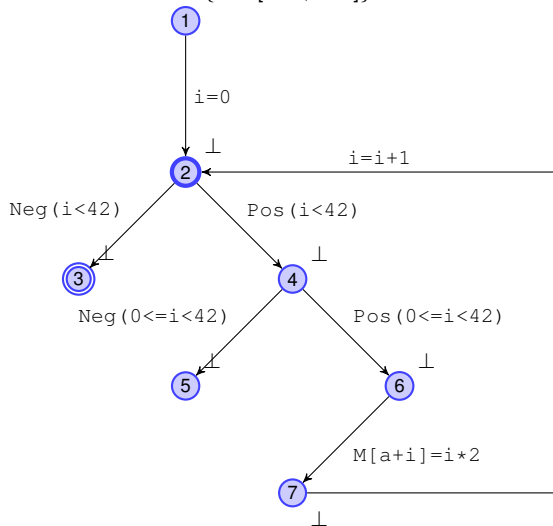 1
i=0
⊥
2
i=i+1
Neg(i<42)
Pos(i<42)
⊥
⊥
3
4
Neg(0<=i<42)
Pos(0<=i<42)
⊥
⊥
5
6
M[a+i]=i*2
7
⊥